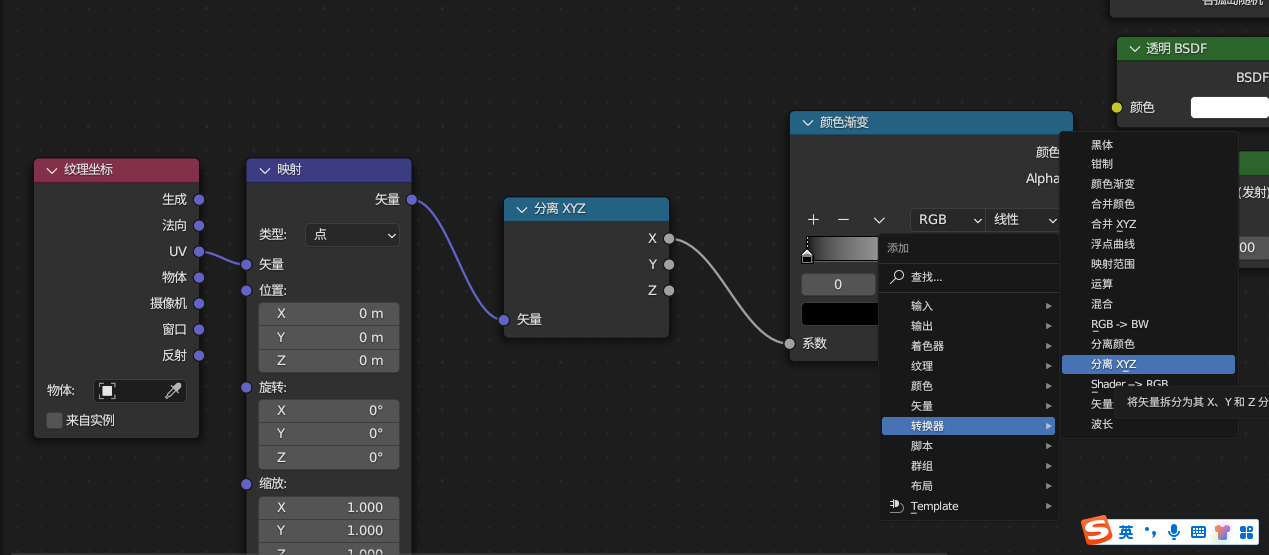 纹理坐标
生成
法向
UV
物体
摄像机
窗口
反射
物体:
来自实例
映射
矢量
类型:
点
矢量
位置:
X 0 m
Y 0 m
Z 0 m
旋转:
X 0°
Y 0°
Z 0°
缩放:
X 1.000
Y 1.000
Z 1.000
分离 XYZ
X
Y
Z
矢量
颜色渐变
颜色
Alpha
RGB
线性
0
系数
添加
查找...
输入
输出
着色器
纹理
颜色
矢量
转换器
脚本
群组
布局
Template
黑体
钳制
颜色渐变
合并颜色
合并 XYZ
浮点曲线
映射范围
运算
混合
RGB -> BW
分离颜色
分离 XYZ
Shader -> RGB
矢量
将矢量拆分为其 X、Y 和 Z 分
波长
透明 BSDF
BSDF
颜色
(发射)
00
英